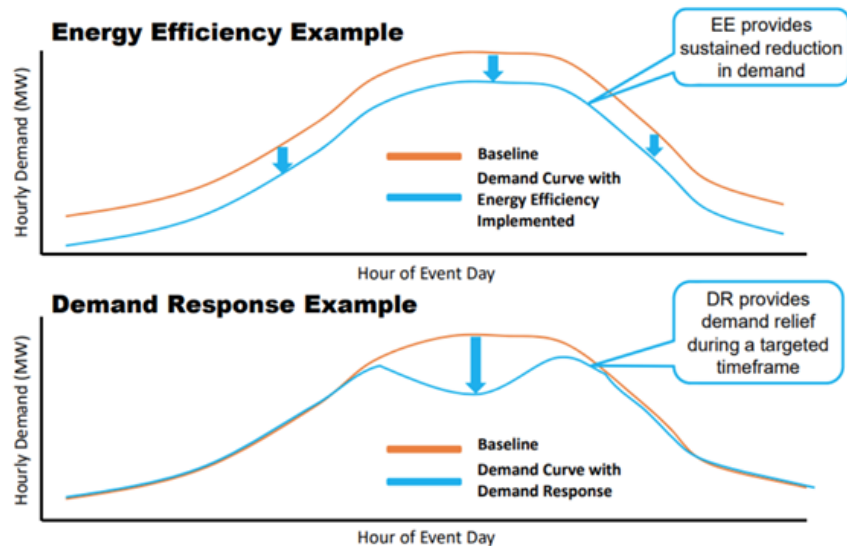 Energy Efficiency Example
EE provides
sustained reduction
in demand
Hourly Demand (MW)
Baseline
Demand Curve with
Energy Efficiency
Implemented
Hour of Event Day
Demand Response Example
DR provides
demand relief
during a targeted
timeframe
Hourly Demand (MW)
Baseline
Demand Curve with
Demand Response
Hour of Event Day